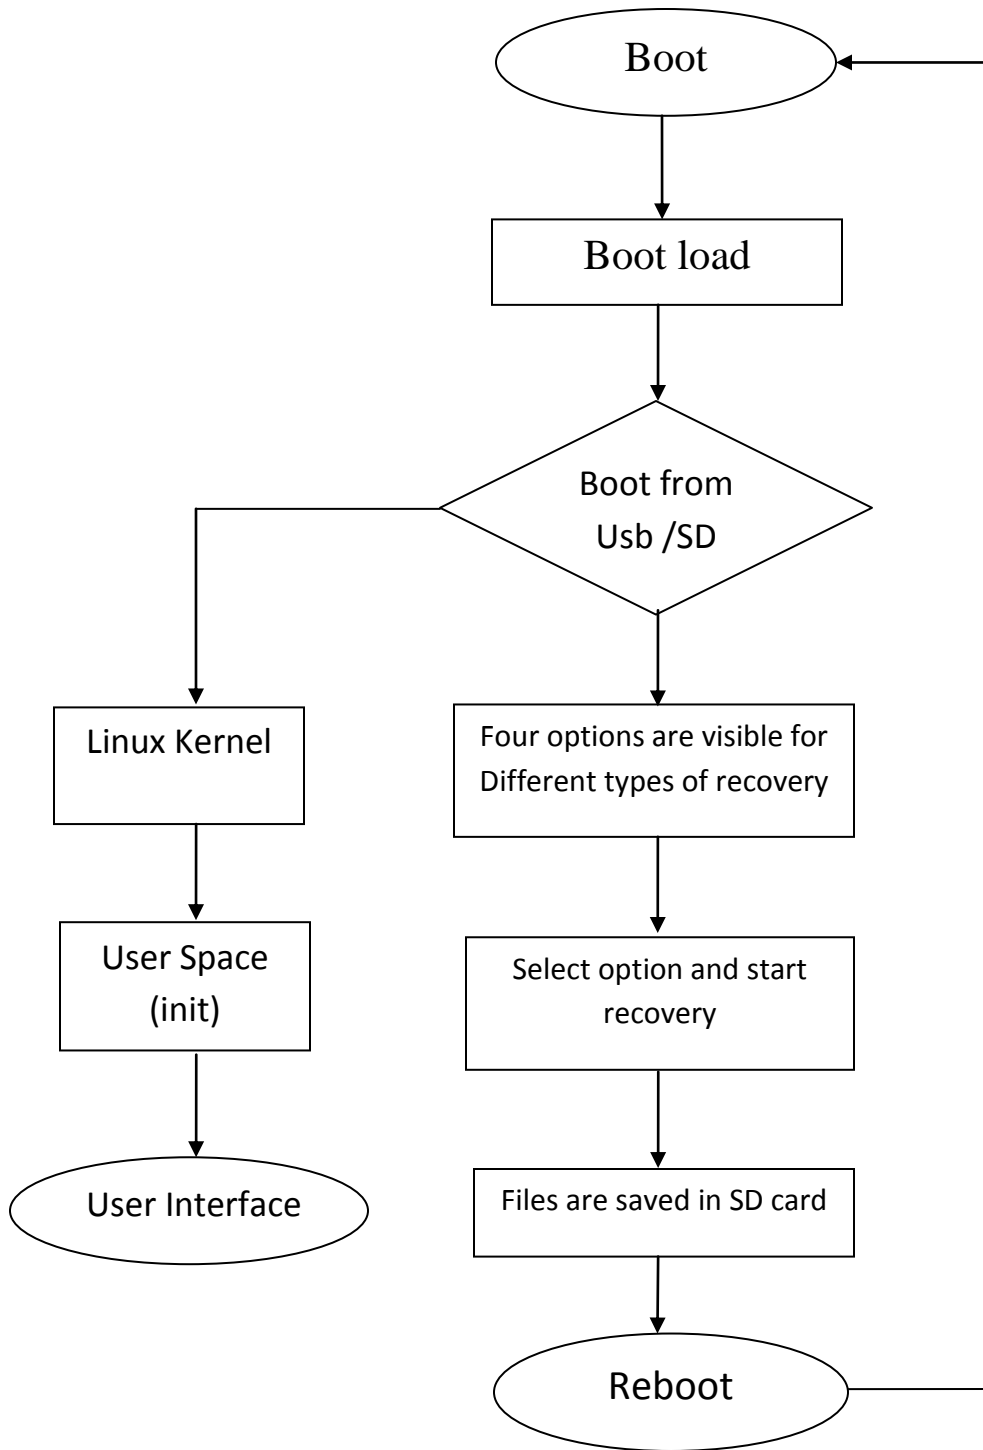 Boot
Boot load
Boot from
Usb /SD
Linux Kernel
Four options are visible for
Different types of recovery
User Space
(init)
Select option and start
recovery
User Interface
Files are saved in SD card
Reboot